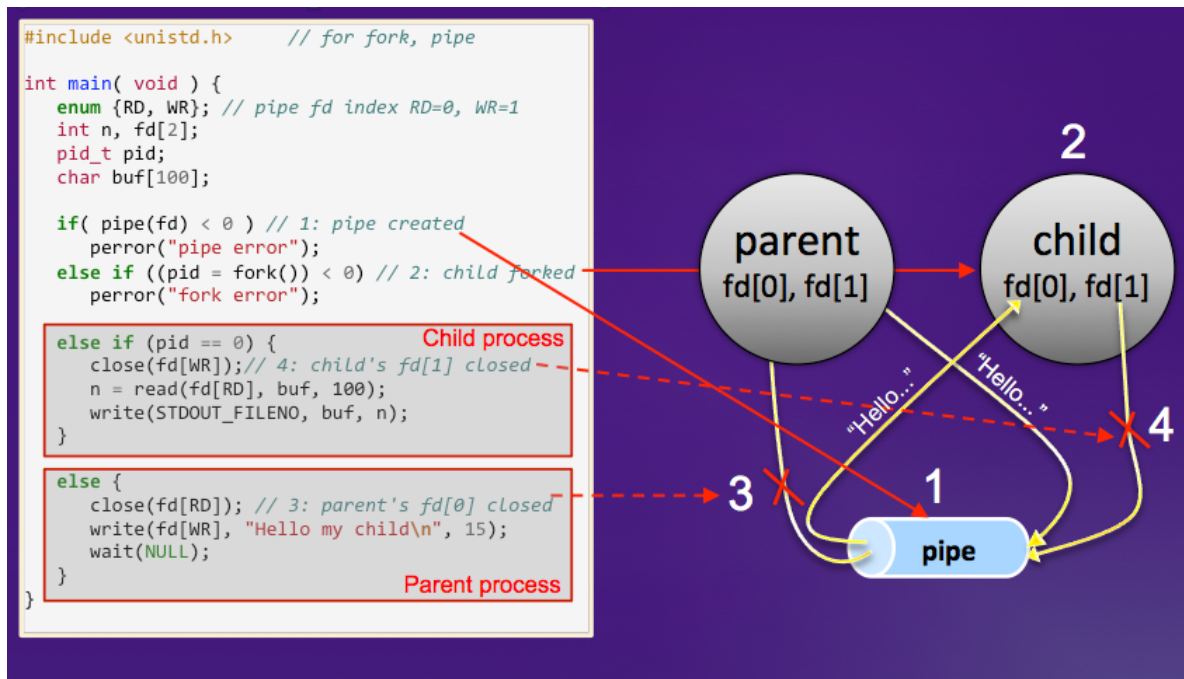 #include <unistd.h>     // for fork, pipe
int main( void ) {
   enum {RD, WR}; // pipe fd index RD=0, WR=1
   int n, fd[2];
   pid_t pid;
   char buf[100];
   if( pipe(fd) < 0 ) // 1: pipe created
      perror("pipe error");
   else if ((pid = fork()) < 0) // 2: child forked
      perror("fork error");
Child process
   else if (pid == 0) {
      close(fd[WR]);// 4: child's fd[1] closed
      n = read(fd[RD], buf, 100);
      write(STDOUT_FILENO, buf, n);
   }
   else {
      close(fd[RD]); // 3: parent's fd[0] closed
      write(fd[WR], "Hello my child\n", 15);
      wait(NULL);
   }
Parent process
}
2
parent
fd[0], fd[1]
child
fd[0], fd[1]
“Hello...”
“Hello...”
4
3
1
pipe